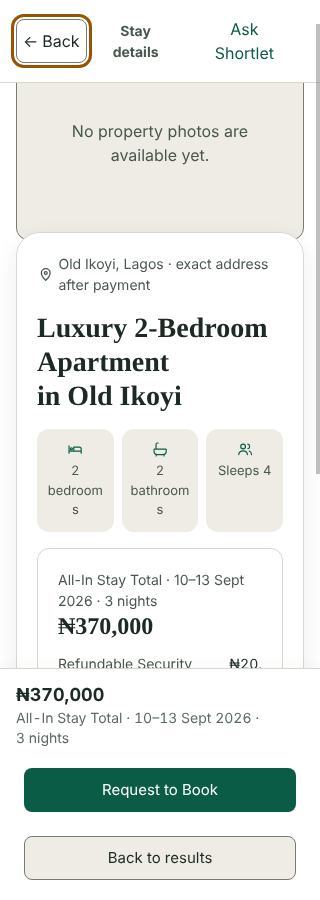 ← Back
Stay
details
Ask
Shortlet
No property photos are
available yet.
Old Ikoyi, Lagos · exact address
after payment
Luxury 2-Bedroom
Apartment
in Old Ikoyi
2
bedroom
s
2
bathroom
s
Sleeps 4
All-In Stay Total · 10–13 Sept
2026 · 3 nights
₦370,000
Refundable Security ₦20,
₦370,000
All-In Stay Total · 10–13 Sept 2026 ·
3 nights
Request to Book
Back to results